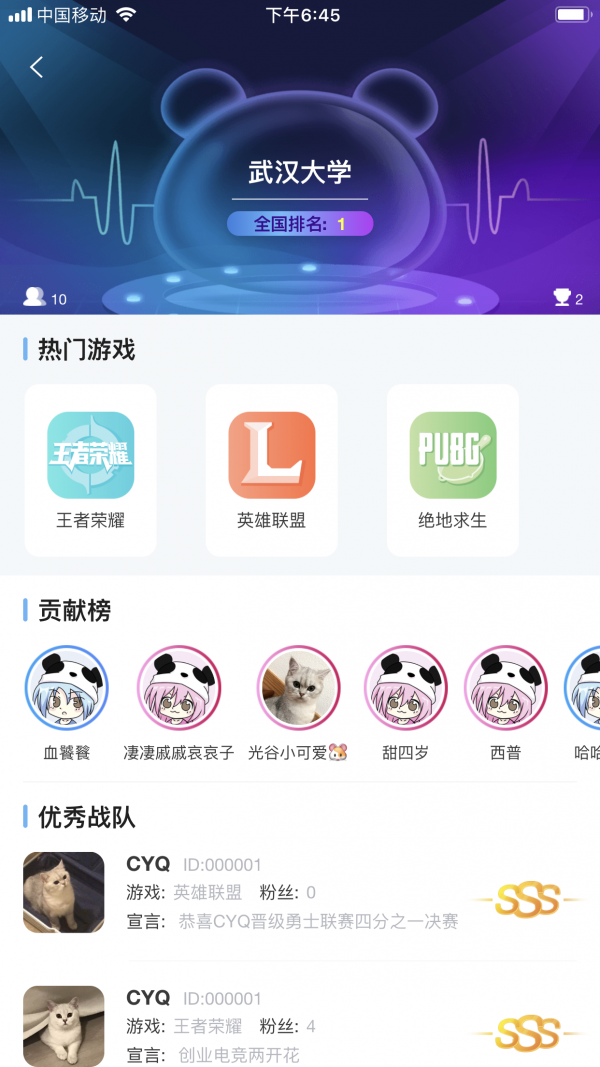 中国移动
下午6:45
武汉大学
全国排名: 1
10
2
热门游戏
王者荣耀
L
PUBG
王者荣耀
英雄联盟
绝地求生
贡献榜
血饕餮
凄凄戚戚哀哀子
光谷小可爱🐹
甜四岁
西普
哈哈
优秀战队
CYQ ID:000001
游戏: 英雄联盟 粉丝: 0
SSS
宣言: 恭喜CYQ晋级勇士联赛四分之一决赛
CYQ ID:000001
游戏: 王者荣耀 粉丝: 4
SSS
宣言: 创业电竞两开花